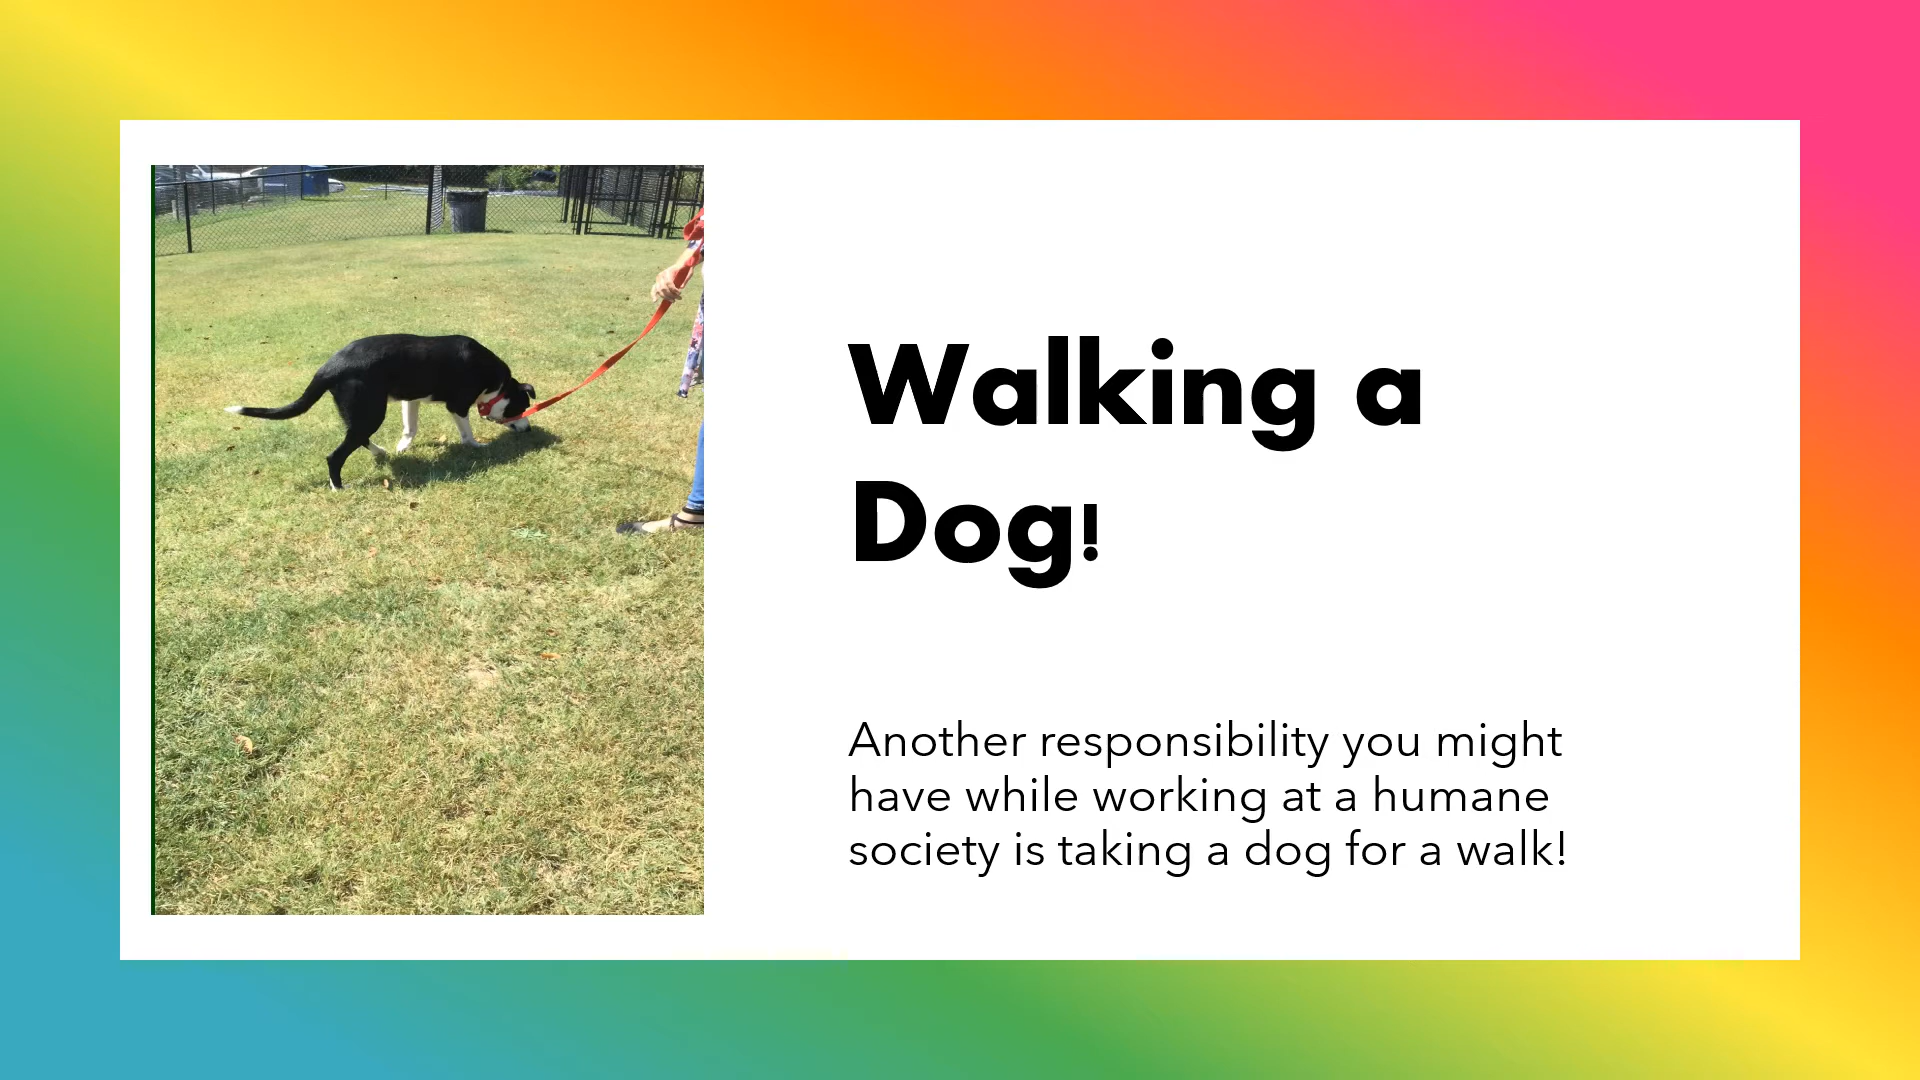 Walking a
Dog!
Another responsibility you might
have while working at a humane
society is taking a dog for a walk!